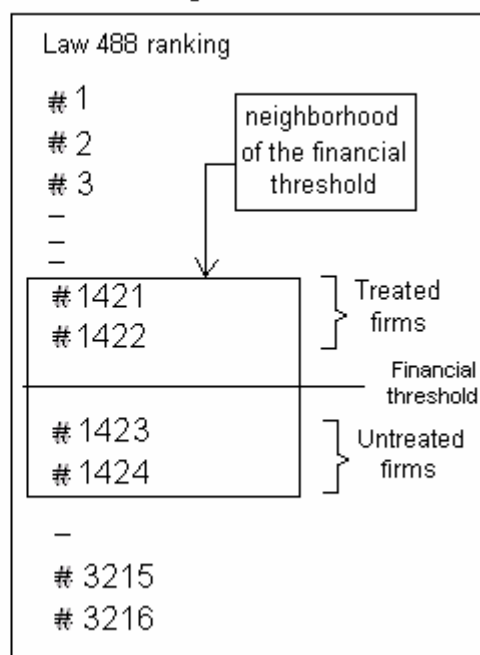 Law 488 ranking
# 1
# 2
# 3
neighborhood
of the financial
threshold
–
–
–
# 1421
# 1422
Treated
firms
Financial
threshold
# 1423
# 1424
Untreated
firms
–
# 3215
# 3216